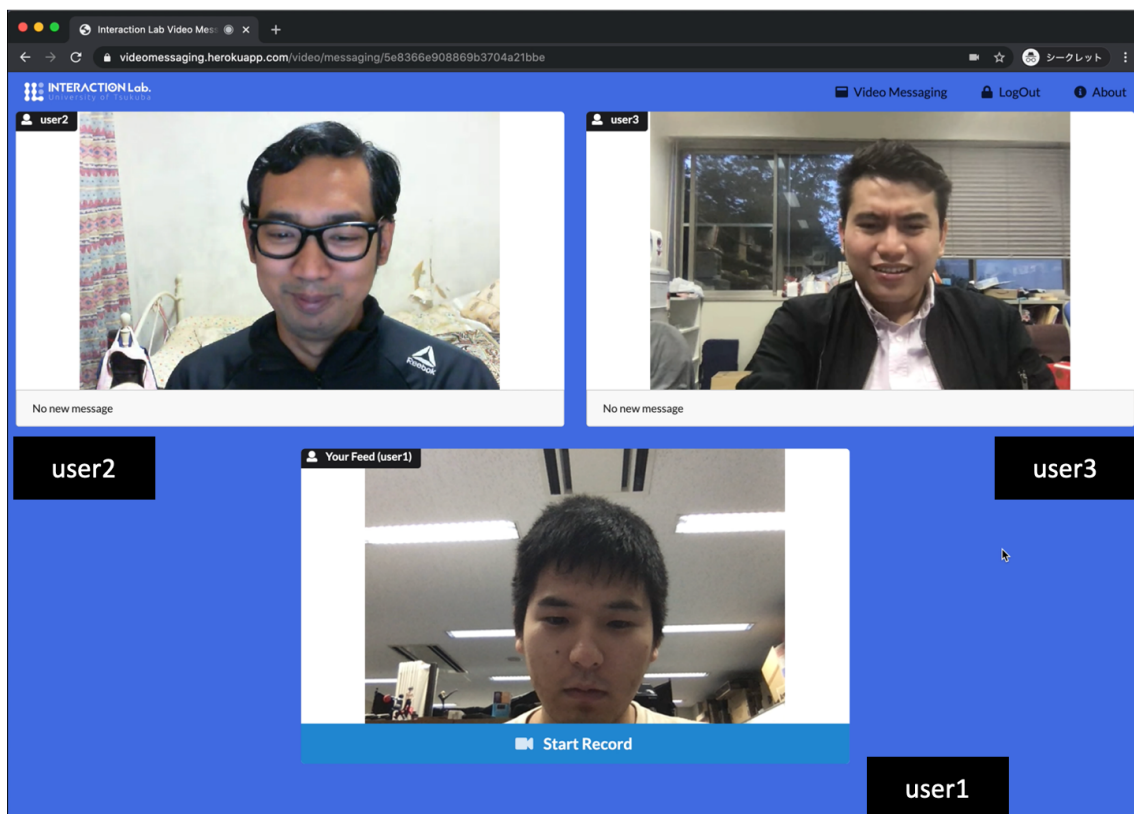 Interaction Lab Video Mess
videomessaging.herokuapp.com/video/messaging/5e8366e908869b3704a21bbe
シークレット
INTERACTION Lab.
University of Tsukuba
Video Messaging
LogOut
About
user2
user3
Reebok
No new message
No new message
user2
user3
Your Feed (user1)
Start Record
user1